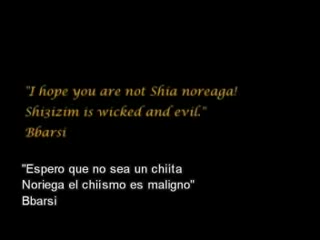 "I hope you are not Shia noreaga!
Shi3izim is wicked and evil."
Bbarsi
"Espero que no sea un chiita
Noriega el chiismo es maligno"
Bbarsi